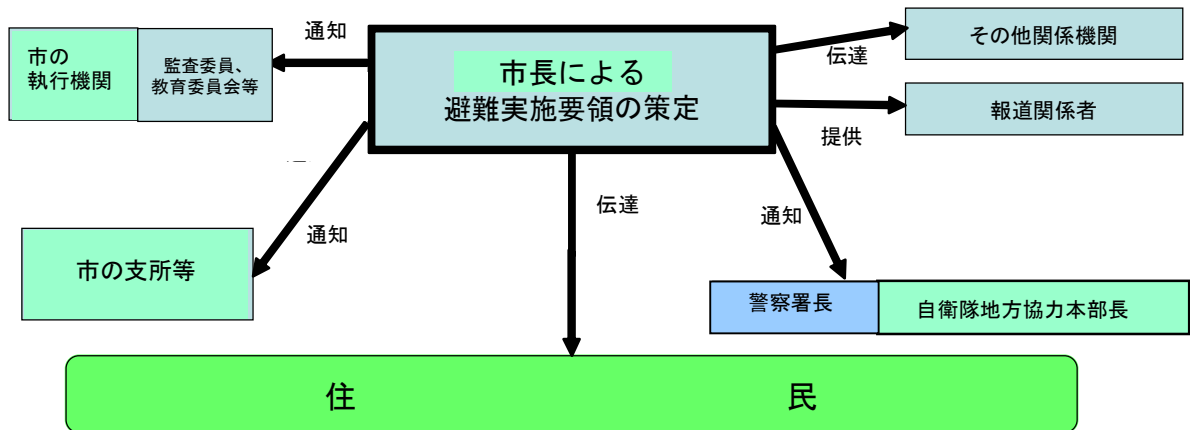 通知
市の
執行機関
監査委員、
教育委員会等
市長による
避難実施要領の策定
伝達
その他関係機関
報道関係者
提供
伝達
通知
通知
市の支所等
警察署長
自衛隊地方協力本部長
住 民